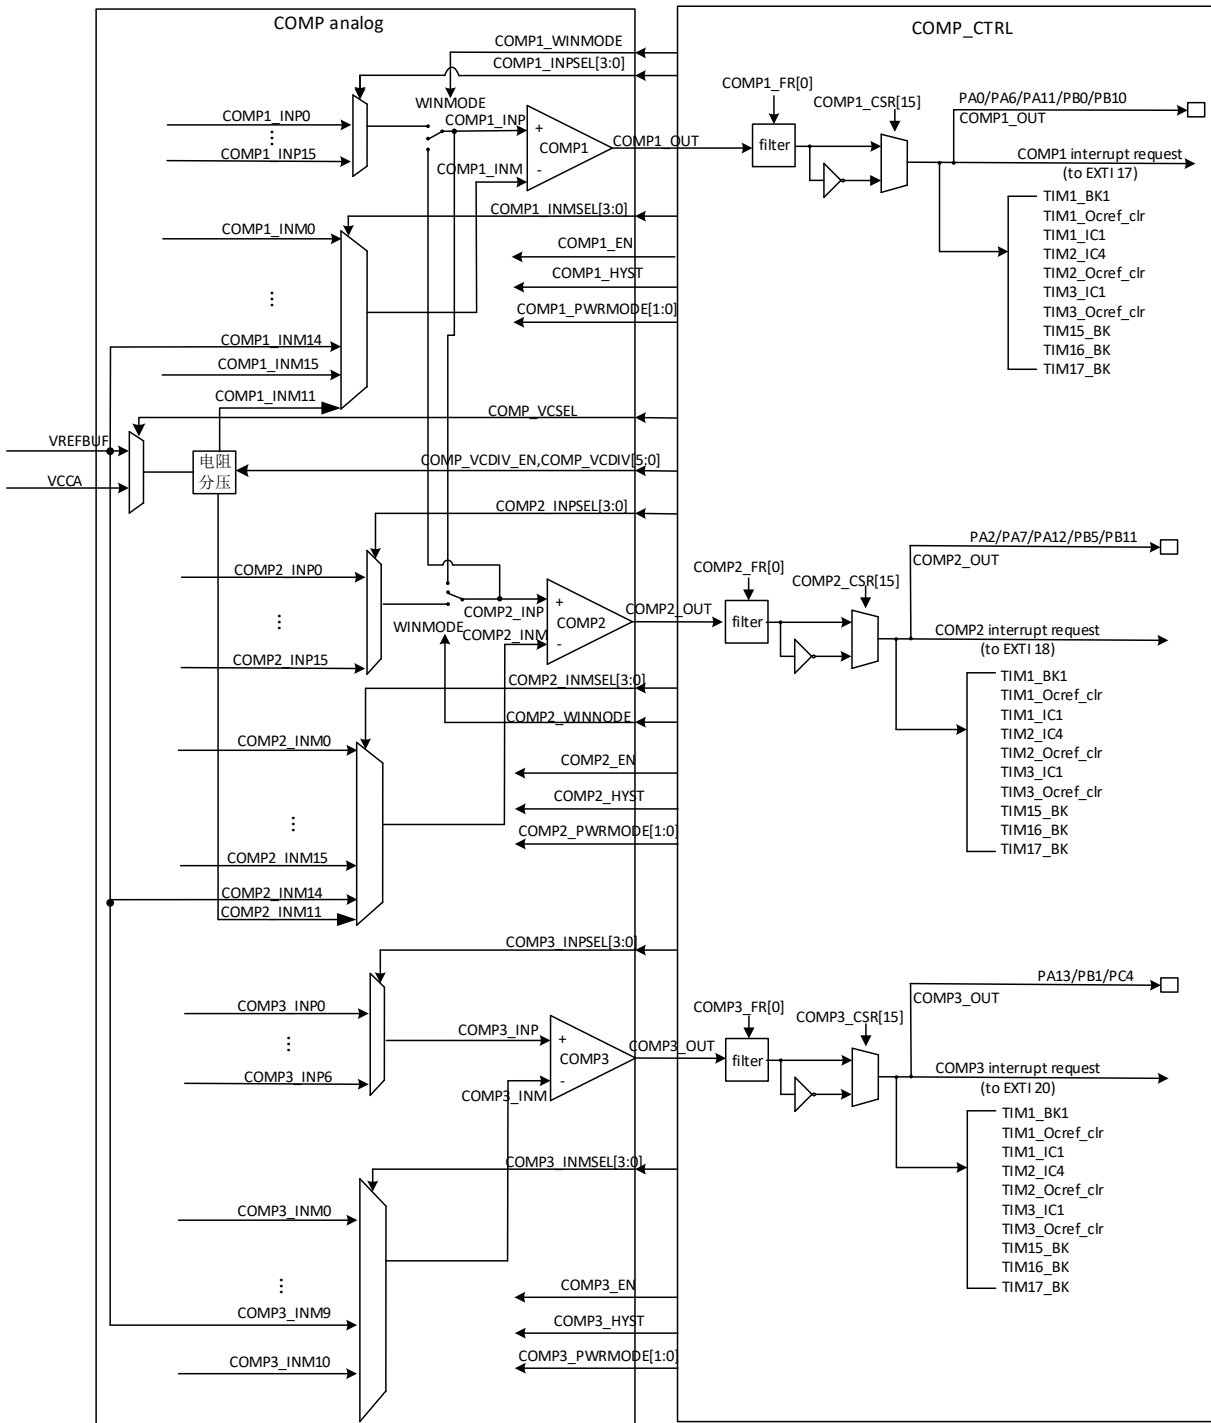 COMP analog
COMP_CTRL
COMP1_WINMODE
COMP1_INPSEL[3:0]
WINMODE
COMP1_INP0
COMP1_INP15
COMP1_INP
+
COMP1
-
COMP1_INM
COMP1_OUT
COMP1_FR[0]
filter
COMP1_CSR[15]
PA0/PA6/PA11/PB0/PB10
COMP1_OUT
COMP1 interrupt request
(to EXTI 17)
TIM1_BK1
TIM1_Ocref_clr
TIM1_IC1
TIM2_IC4
TIM2_Ocref_clr
TIM3_IC1
TIM3_Ocref_clr
TIM15_BK
TIM16_BK
TIM17_BK
COMP1_INMSEL[3:0]
COMP1_INM0
COMP1_EN
COMP1_HYST
COMP1_PWRMODE[1:0]
COMP1_INM14
COMP1_INM15
COMP1_INM11
COMP_VCSEL
VREFBUF
VCCA
电阻
分压
COMP_VCDIV_EN,COMP_VCDIV[5:0]
COMP2_INPSEL[3:0]
COMP2_INP0
COMP2_INP15
WINMODE
COMP2_INP
+
COMP2
-
COMP2_INM
COMP2_OUT
COMP2_FR[0]
filter
COMP2_CSR[15]
PA2/PA7/PA12/PB5/PB11
COMP2_OUT
COMP2 interrupt request
(to EXTI 18)
TIM1_BK1
TIM1_Ocref_clr
TIM1_IC1
TIM2_IC4
TIM2_Ocref_clr
TIM3_IC1
TIM3_Ocref_clr
TIM15_BK
TIM16_BK
TIM17_BK
COMP2_INMSEL[3:0]
COMP2_WINNODE
COMP2_INM0
COMP2_EN
COMP2_HYST
COMP2_PWRMODE[1:0]
COMP2_INM15
COMP2_INM14
COMP2_INM11
COMP3_INPSEL[3:0]
COMP3_INP0
COMP3_INP6
COMP3_INP
+
COMP3
-
COMP3_INM
COMP3_OUT
COMP3_FR[0]
filter
COMP3_CSR[15]
PA13/PB1/PC4
COMP3_OUT
COMP3 interrupt request
(to EXTI 20)
TIM1_BK1
TIM1_Ocref_clr
TIM1_IC1
TIM2_IC4
TIM2_Ocref_clr
TIM3_IC1
TIM3_Ocref_clr
TIM15_BK
TIM16_BK
TIM17_BK
COMP3_INMSEL[3:0]
COMP3_INM0
COMP3_EN
COMP3_INM9
COMP3_HYST
COMP3_PWRMODE[1:0]
COMP3_INM10